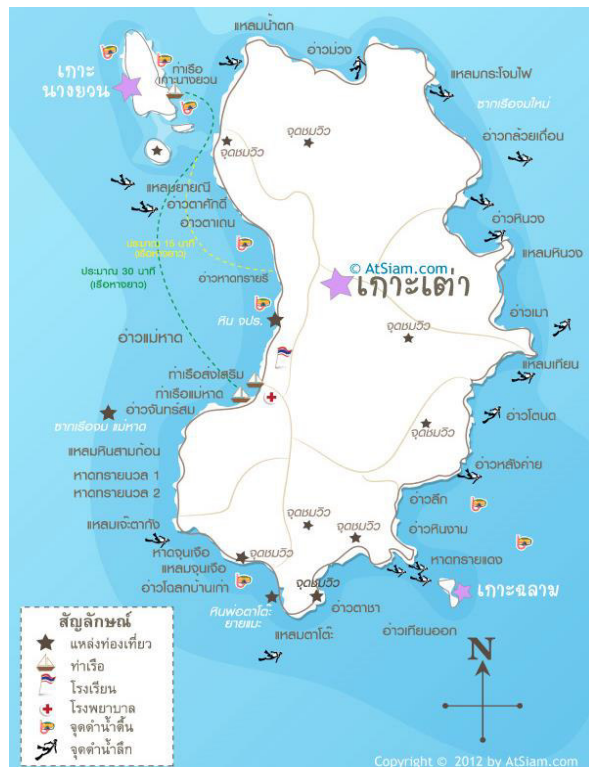 แหลมน้ำตก
อ่าวม่วง
เกาะ
นางยวน
ท่าเรือ
เกาะนางยวน
แหลมกระโจมไฟ
ซากเรือจมใหม่
จุดชมวิว
จุดชมวิว
อ่าวกล้วยเถื่อน
แหลมยายณี
อ่าวตาศักดิ์
อ่าวตาเถน
อ่าวหินวง
ประมาณ 15 นาที
(เรือหางยาว)
แหลมหินวง
ประมาณ 30 นาที
(เรือหางยาว)
© AtSiam.com
อ่าวหาดทรายรี
เกาะเต่า
หิน จปร.
อ่าวเมา
จุดชมวิว
อ่าวแม่หาด
แหลมเทียน
ท่าเรือส่งเสริม
ท่าเรือแม่หาด
อ่าวจันทร์สม
อ่าวโตนด
ซากเรือจม แม่หาด
จุดชมวิว
แหลมหินสามก้อน
อ่าวหลังค่าย
หาดทรายนวล 1
หาดทรายนวล 2
อ่าวลึก
แหลมเจ๊ะตากัง
จุดชมวิว
จุดชมวิว
อ่าวหินงาม
หาดจุนเจือ
จุดชมวิว
หาดทรายแดง
แหลมจุนเจือ
อ่าวโฉลกบ้านเก่า
จุดชมวิว
เกาะฉลาม
หินพ่อตาโต๊ะ
ยายแนะ
อ่าวตาชา
แหลมตาโต๊ะ
อ่าวเทียนออก
สัญลักษณ์
แหล่งท่องเที่ยว
ท่าเรือ
โรงเรียน
โรงพยาบาล
จุดดำน้ำตื้น
จุดดำน้ำลึก
N
Copyright © 2012 by AtSiam.com